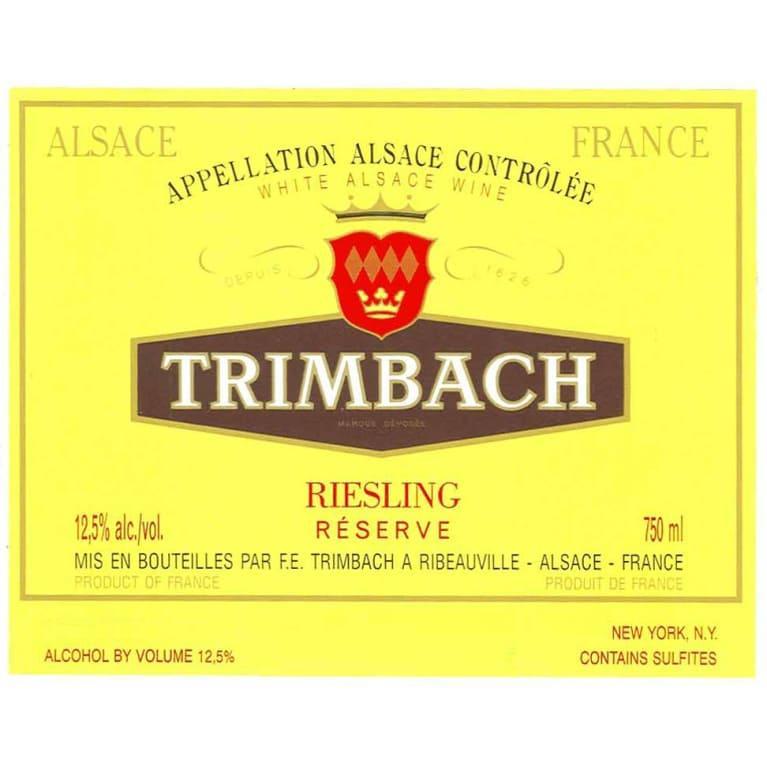 ALSACE
FRANCE
APPELLATION ALSACE CONTRÔLÉE
WHITE ALSACE WINE
DEPUIS
1626
TRIMBACH
MARQUE DÉPOSÉE
RIESLING
12,5% alc./vol.
RÉSERVE
750 ml
MIS EN BOUTEILLES PAR F.E. TRIMBACH A RIBEAUVILLE - ALSACE - FRANCE
PRODUCT OF FRANCE
PRODUIT DE FRANCE
NEW YORK, N.Y.
ALCOHOL BY VOLUME 12,5%
CONTAINS SULFITES